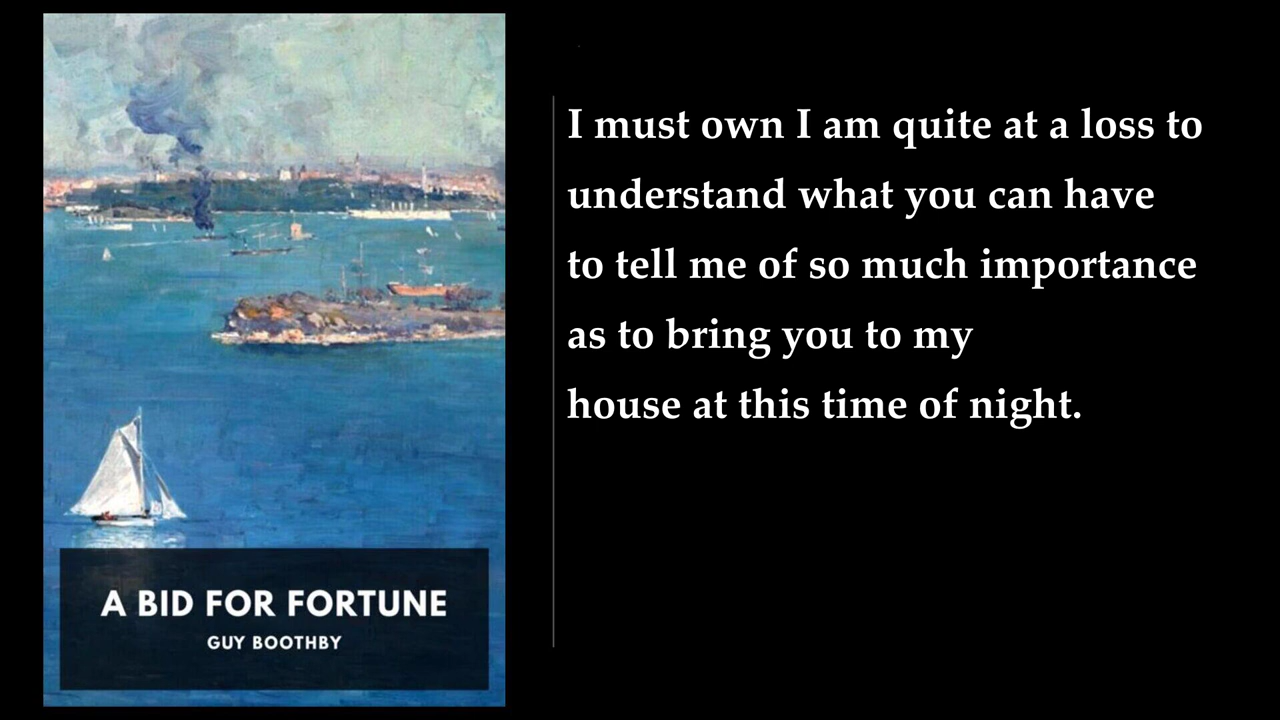 I must own I am quite at a loss to
understand what you can have
to tell me of so much importance
as to bring you to my
house at this time of night.
A BID FOR FORTUNE
GUY BOOTHBY